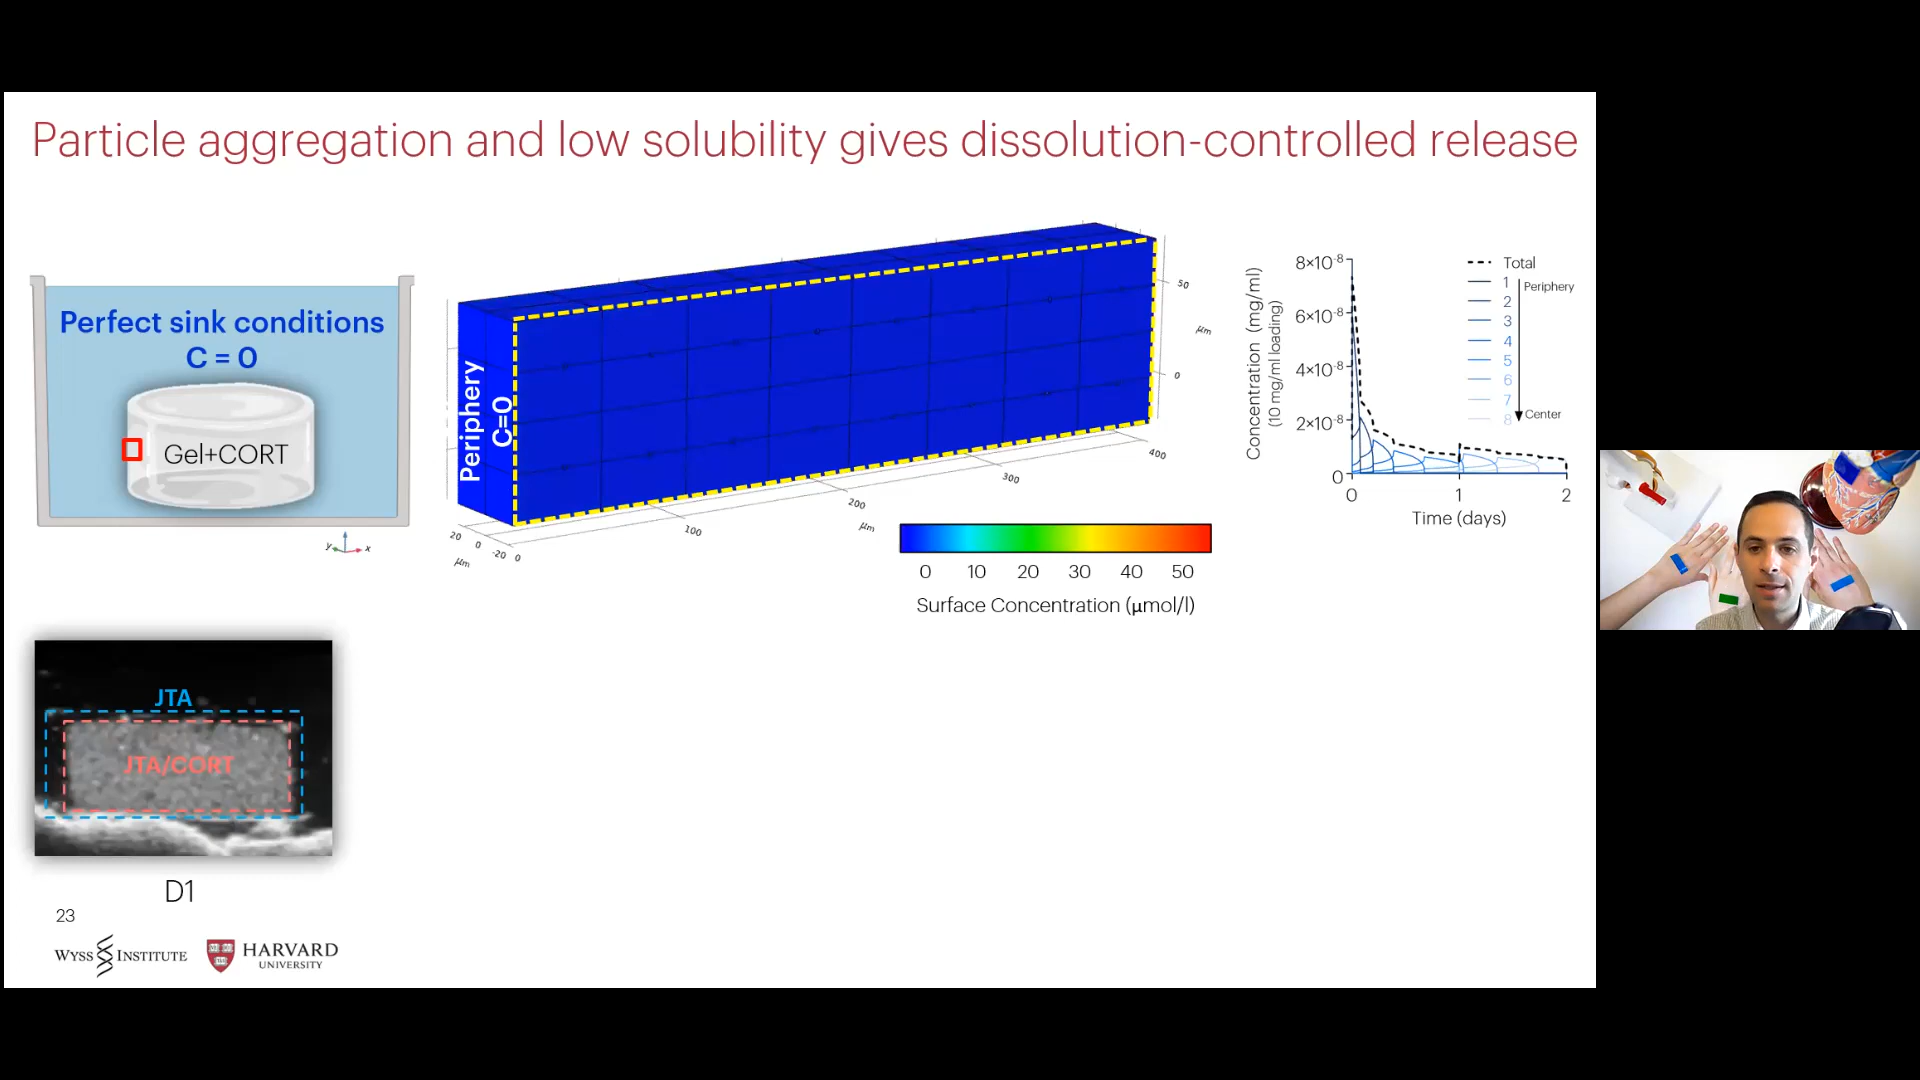 Particle aggregation and low solubility gives dissolution-controlled release
Perfect sink conditions
C = 0
Gel+CORT
y
x
Periphery
C=0
50
µm
0
400
300
200
µm
100
0
20
0
-20
µm
0 10 20 30 40 50
Surface Concentration (µmol/l)
Concentration (mg/ml)
(10 mg/ml loading)
8×10-8
6×10-8
4×10-8
2×10-8
0
0 1 2
Time (days)
Total
1
Periphery
2
3
4
5
6
7
8
Center
JTA
JTA/CORT
D1
23
WYSS INSTITUTE
HARVARD
UNIVERSITY